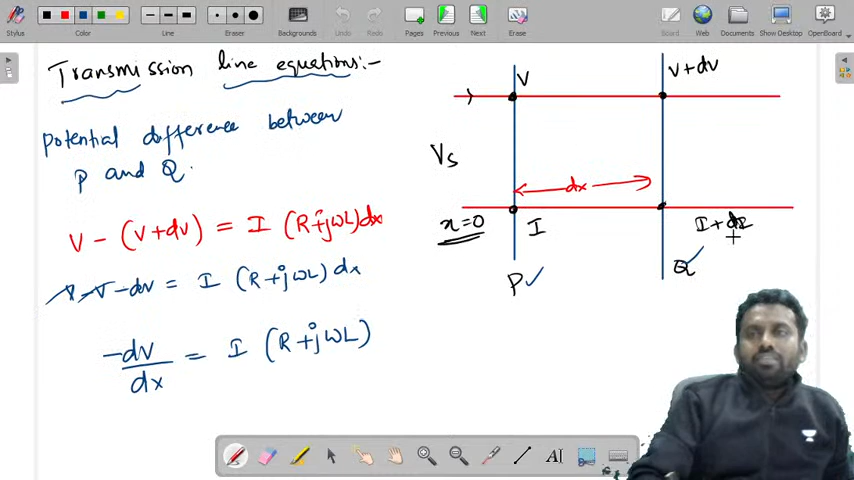 Board
Web
Documents
Show Desktop
OpenBoard
Stylus
Color
Line
Eraser
Backgrounds
Undo
Redo
Pages
Previous
Next
Erase
Transmission line equations:-
Potential difference between
P and Q.
V - (V+dv) = I (R+jωL)dx
V - V - dv = I (R+jωL) dx
-dv/dx = I (R+jωL)
V
V+dv
Vs
dx
x=0
I
I+dI
P ✓
Q ✓
AI